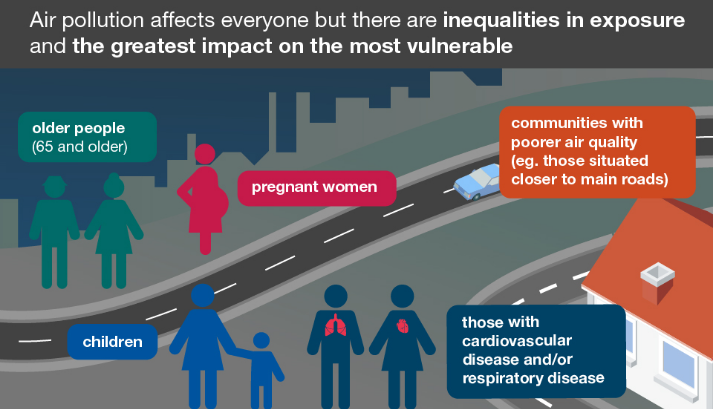 Air pollution affects everyone but there are inequalities in exposure
and the greatest impact on the most vulnerable
older people
(65 and older)
pregnant women
communities with
poorer air quality
(eg. those situated
closer to main roads)
children
those with
cardiovascular
disease and/or
respiratory disease